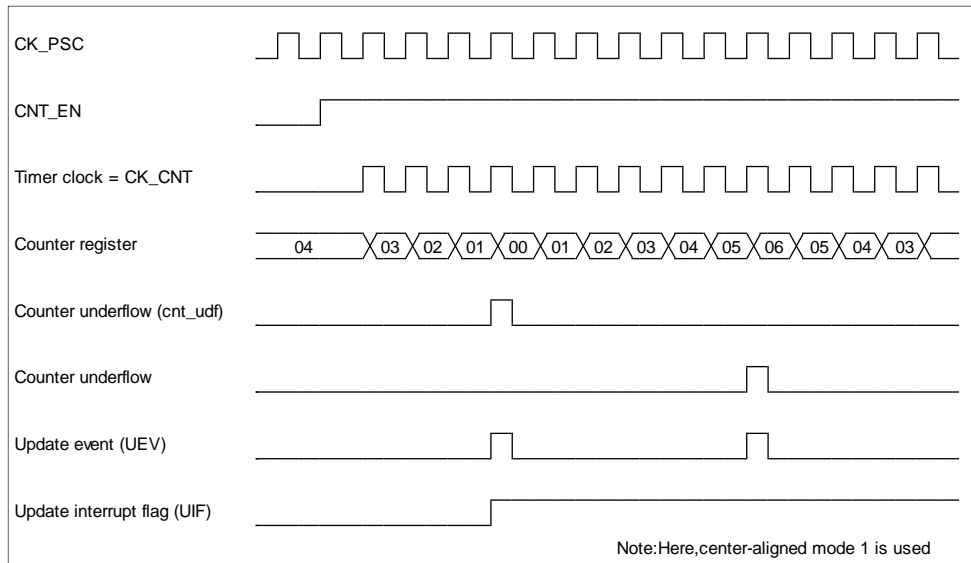 CK_PSC
CNT_EN
Timer clock = CK_CNT
Counter register 04 03 02 01 00 01 02 03 04 05 06 05 04 03
Counter underflow (cnt_udf)
Counter underflow
Update event (UEV)
Update interrupt flag (UIF)
Note:Here,center-aligned mode 1 is used